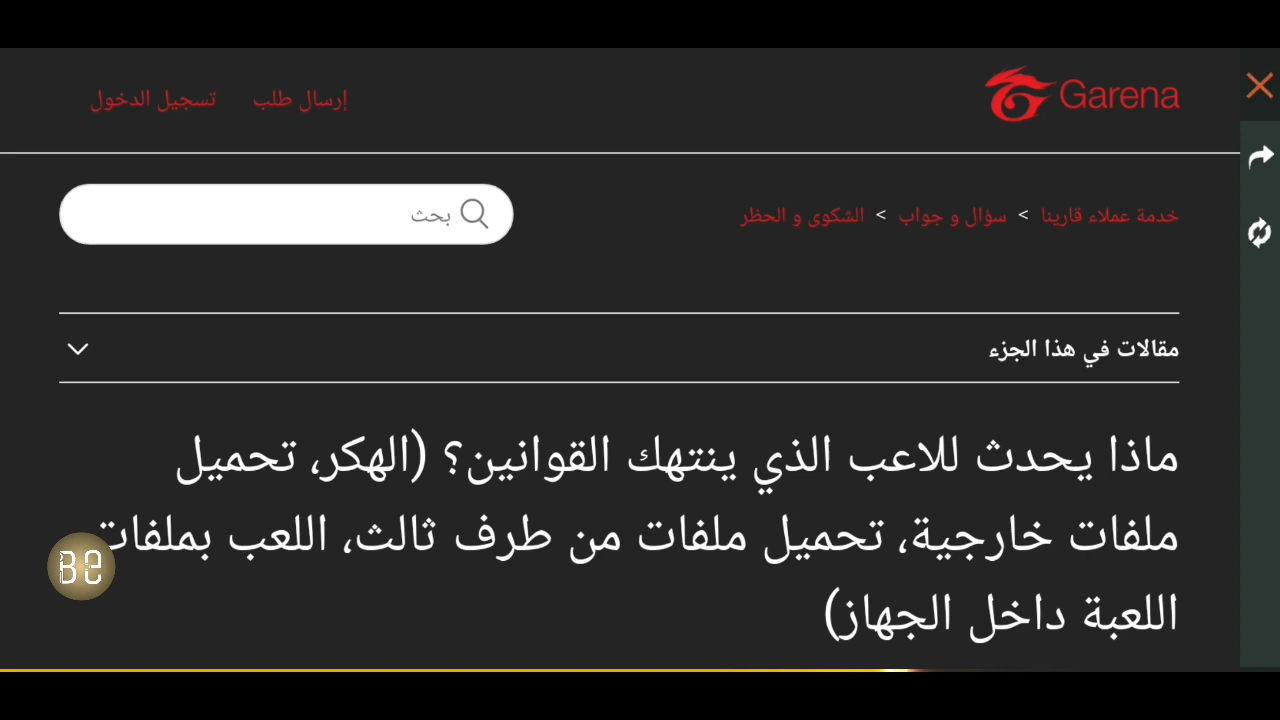 Garena
إرسال طلب
تسجيل الدخول
خدمة عملاء قارينا > سؤال و جواب > الشكوى و الحظر
بحث
مقالات في هذا الجزء
ماذا يحدث للاعب الذي ينتهك القوانين؟ (الهكر، تحميل
ملفات خارجية، تحميل ملفات من طرف ثالث، اللعب بملفات
اللعبة داخل الجهاز)